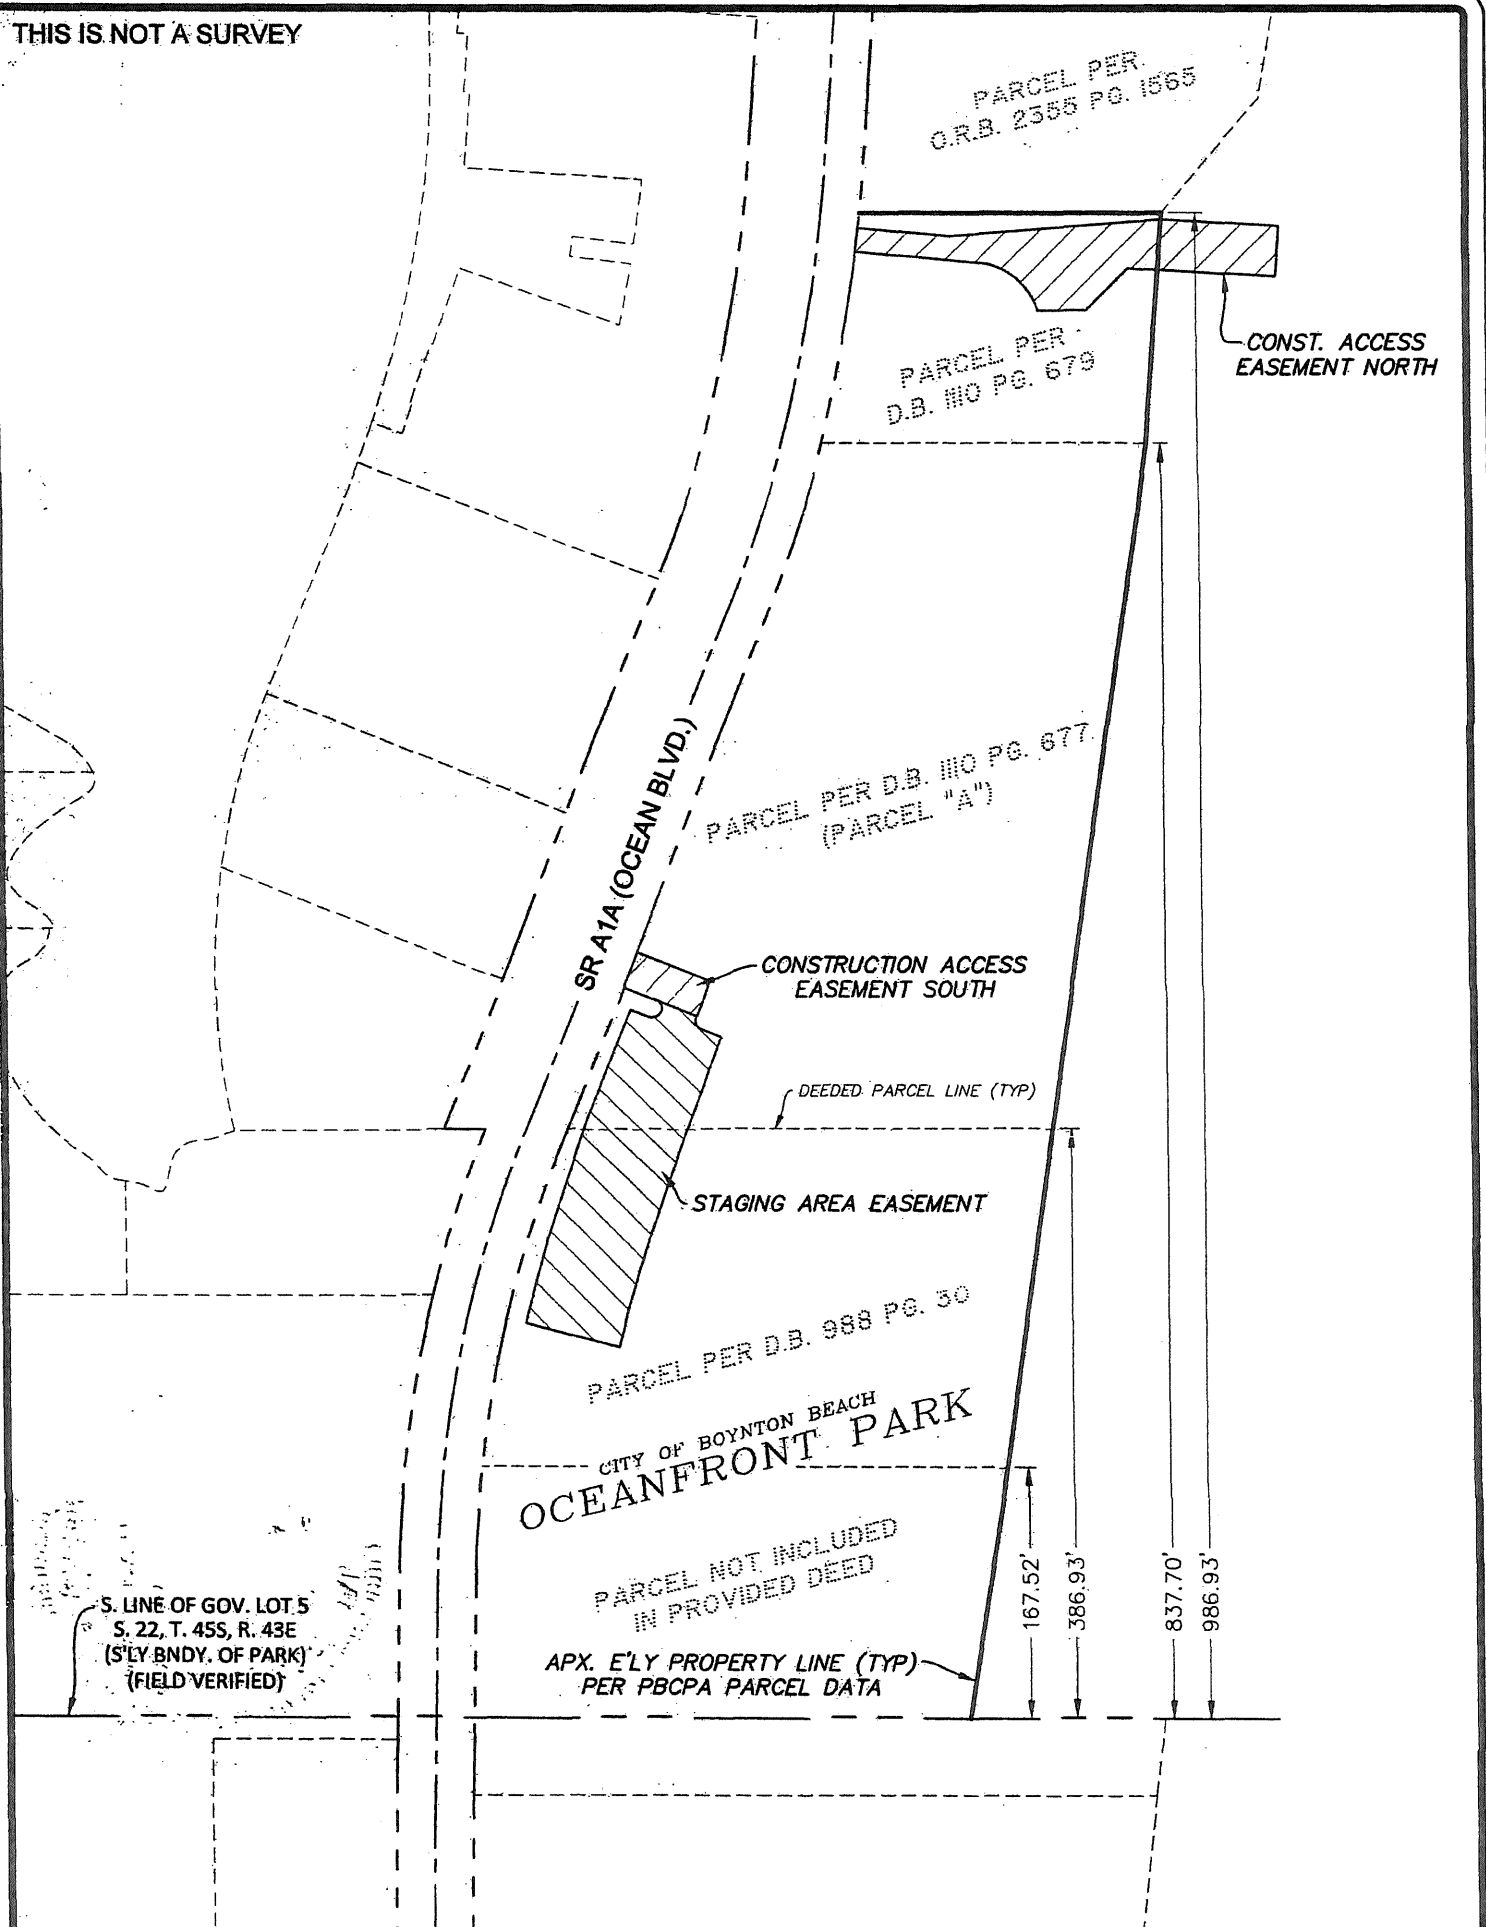 THIS IS NOT A SURVEY
PARCEL PER
O.R.B. 2355 PG. 1565
CONST. ACCESS
EASEMENT NORTH
PARCEL PER
D.B. 1110 PG. 679
SR A1A (OCEAN BLVD.)
PARCEL PER D.B. 1110 PG. 677
(PARCEL "A")
CONSTRUCTION ACCESS
EASEMENT SOUTH
DEEDED PARCEL LINE (TYP)
STAGING AREA EASEMENT
PARCEL PER D.B. 988 PG. 30
CITY OF BOYNTON BEACH
OCEANFRONT PARK
PARCEL NOT INCLUDED
IN PROVIDED DEED
167.52'
386.93'
837.70'
986.93'
S. LINE OF GOV. LOT 5
S. 22, T. 45S, R. 43E
(S'LY BNDY. OF PARK)
(FIELD VERIFIED)
APX. E'LY PROPERTY LINE (TYP)
PER PBCPA PARCEL DATA